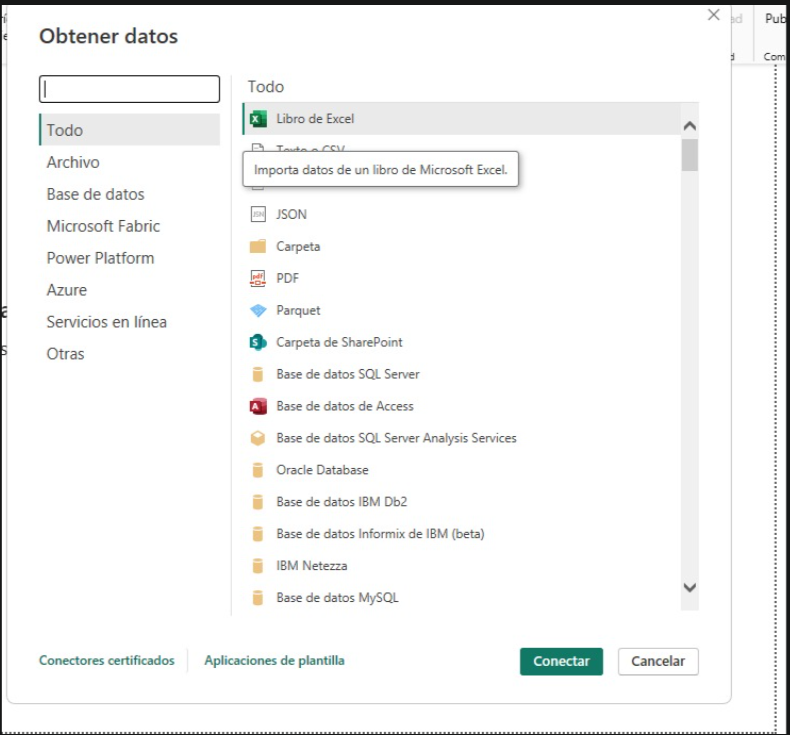 Obtener datos
Todo
Archivo
Base de datos
Microsoft Fabric
Power Platform
Azure
Servicios en línea
Otras
Todo
Libro de Excel
Texto o CSV
Importa datos de un libro de Microsoft Excel.
JSON
Carpeta
PDF
Parquet
Carpeta de SharePoint
Base de datos SQL Server
Base de datos de Access
Base de datos SQL Server Analysis Services
Oracle Database
Base de datos IBM Db2
Base de datos Informix de IBM (beta)
IBM Netezza
Base de datos MySQL
Conectores certificados
Aplicaciones de plantilla
Conectar
Cancelar
Pub
Com